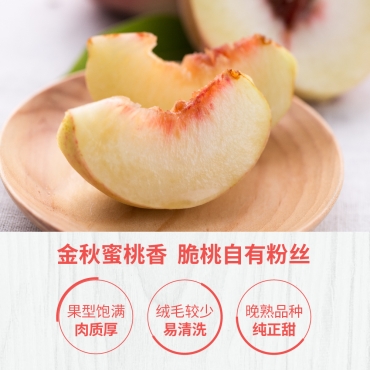 金秋蜜桃香 脆桃自有粉丝
果型饱满
肉质厚
绒毛较少
易清洗
晚熟品种
纯正甜